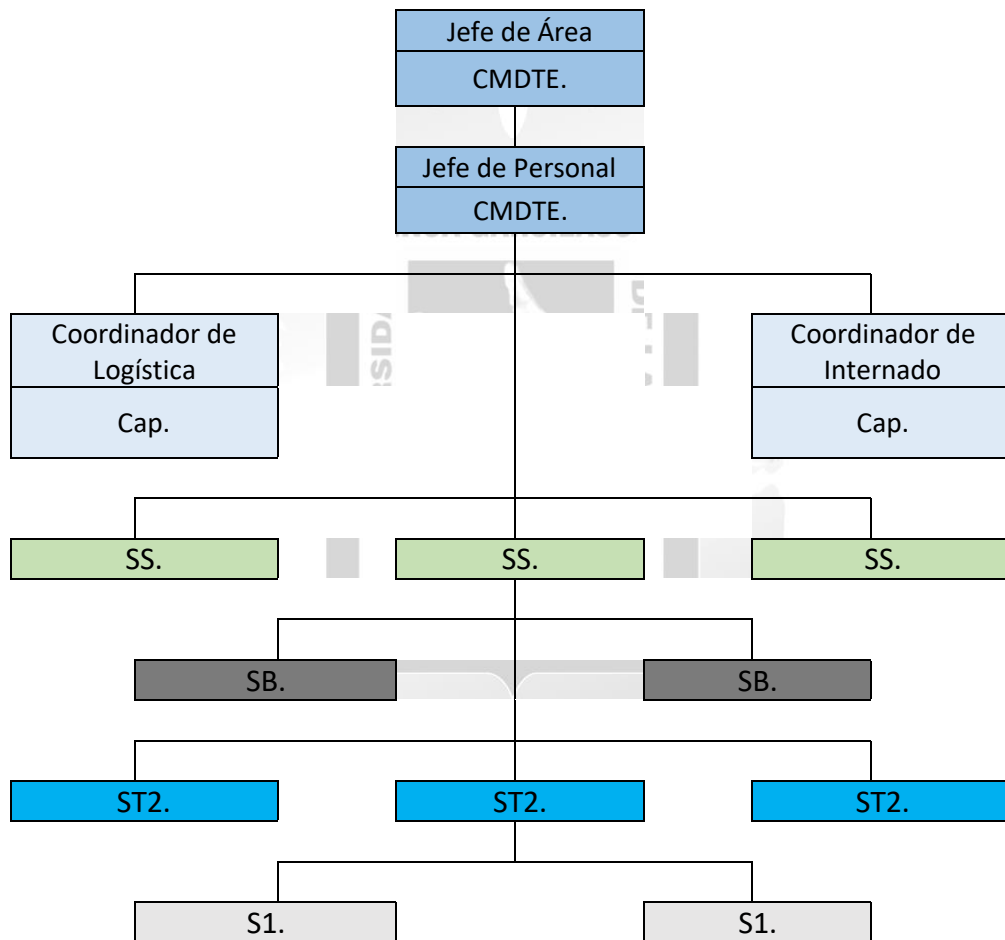 Jefe de Área
CMDTE.
Jefe de Personal
CMDTE.
Coordinador de
Logística
Cap.
Coordinador de
Internado
Cap.
SS.
SS.
SS.
SB.
SB.
ST2.
ST2.
ST2.
S1.
S1.